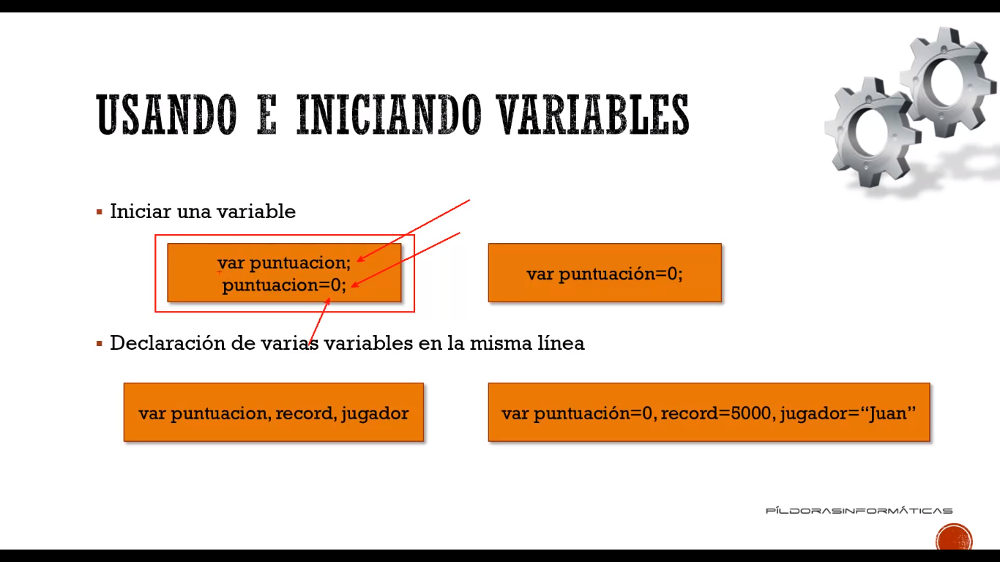 USANDO E INICIANDO VARIABLES
Iniciar una variable
var puntuacion;
puntuacion=0;
var puntuación=0;
Declaración de varias variables en la misma línea
var puntuacion, record, jugador
var puntuación=0, record=5000, jugador=“Juan”
PÍLDORASINFORMÁTICAS